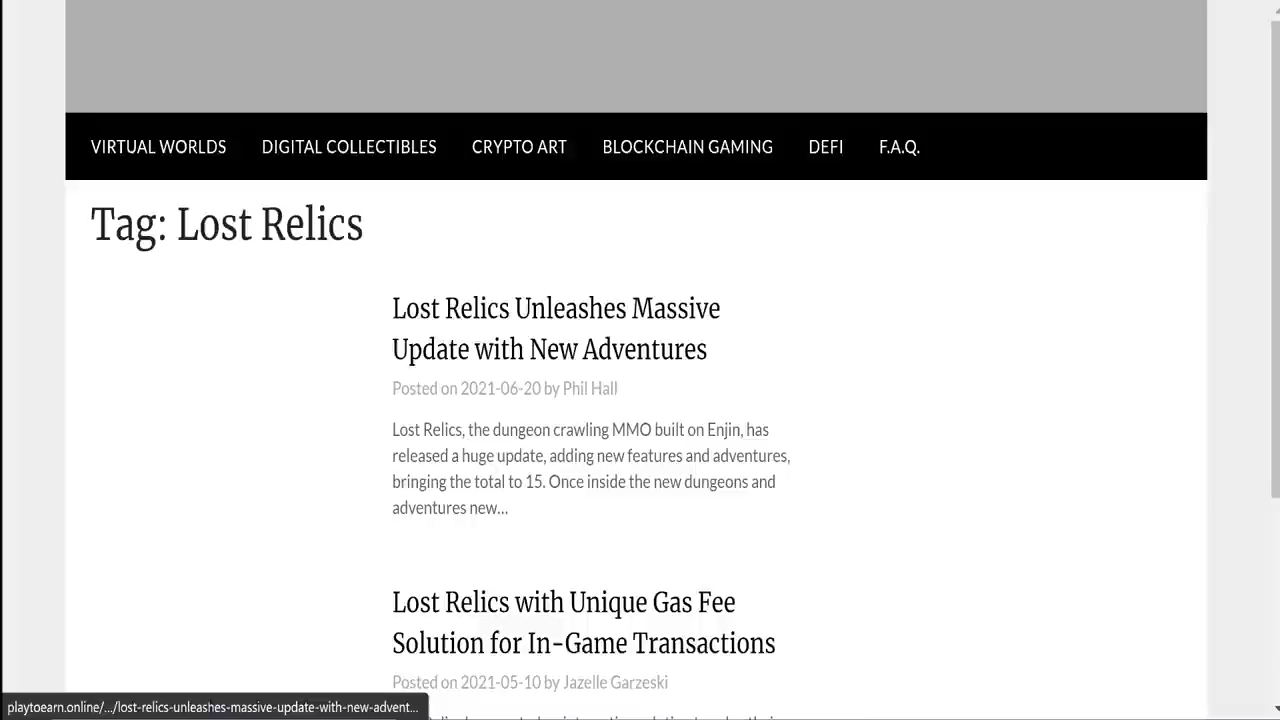 VIRTUAL WORLDS DIGITAL COLLECTIBLES CRYPTO ART BLOCKCHAIN GAMING DEFI F.A.Q.
Tag: Lost Relics
Lost Relics Unleashes Massive
Update with New Adventures
Posted on 2021-06-20 by Phil Hall
Lost Relics, the dungeon crawling MMO built on Enjin, has
released a huge update, adding new features and adventures,
bringing the total to 15. Once inside the new dungeons and
adventures new...
Lost Relics with Unique Gas Fee
Solution for In-Game Transactions
Posted on 2021-05-10 by Jazelle Garzeski
playtoearn.online/.../lost-relics-unleashes-massive-update-with-new-advent...